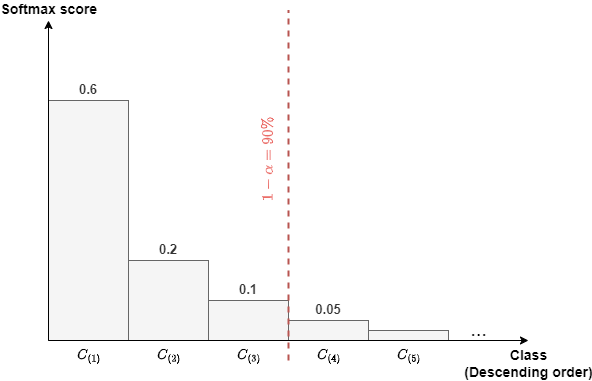 Softmax score
0.6
0.2
0.1
0.05
1 − α = 90%
...
C(1) C(2) C(3) C(4) C(5)
Class
(Descending order)